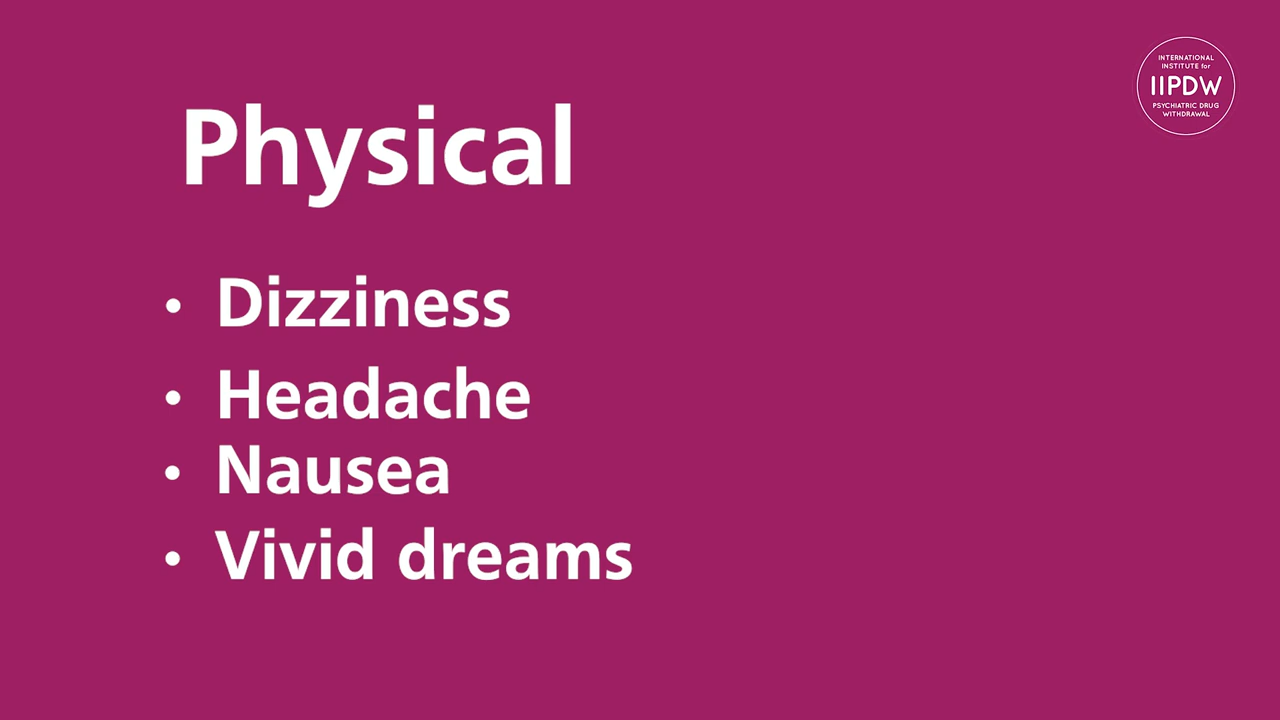 INTERNATIONAL
INSTITUTE for
IIPDW
PSYCHIATRIC DRUG
WITHDRAWAL
Physical
• Dizziness
• Headache
• Nausea
• Vivid dreams